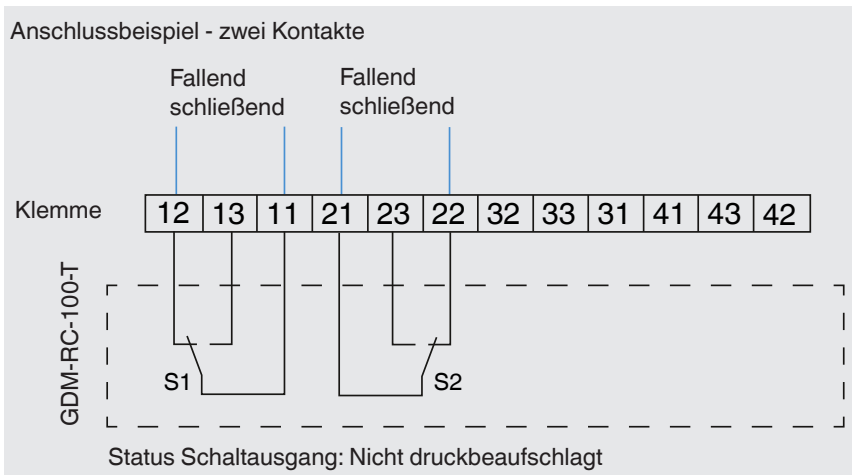 Anschlussbeispiel - zwei Kontakte
Fallend schließend
Fallend schließend
Klemme 12 13 11 21 23 22 32 33 31 41 43 42
GDM-RC-100-T
S1 S2
Status Schaltausgang: Nicht druckbeaufschlagt